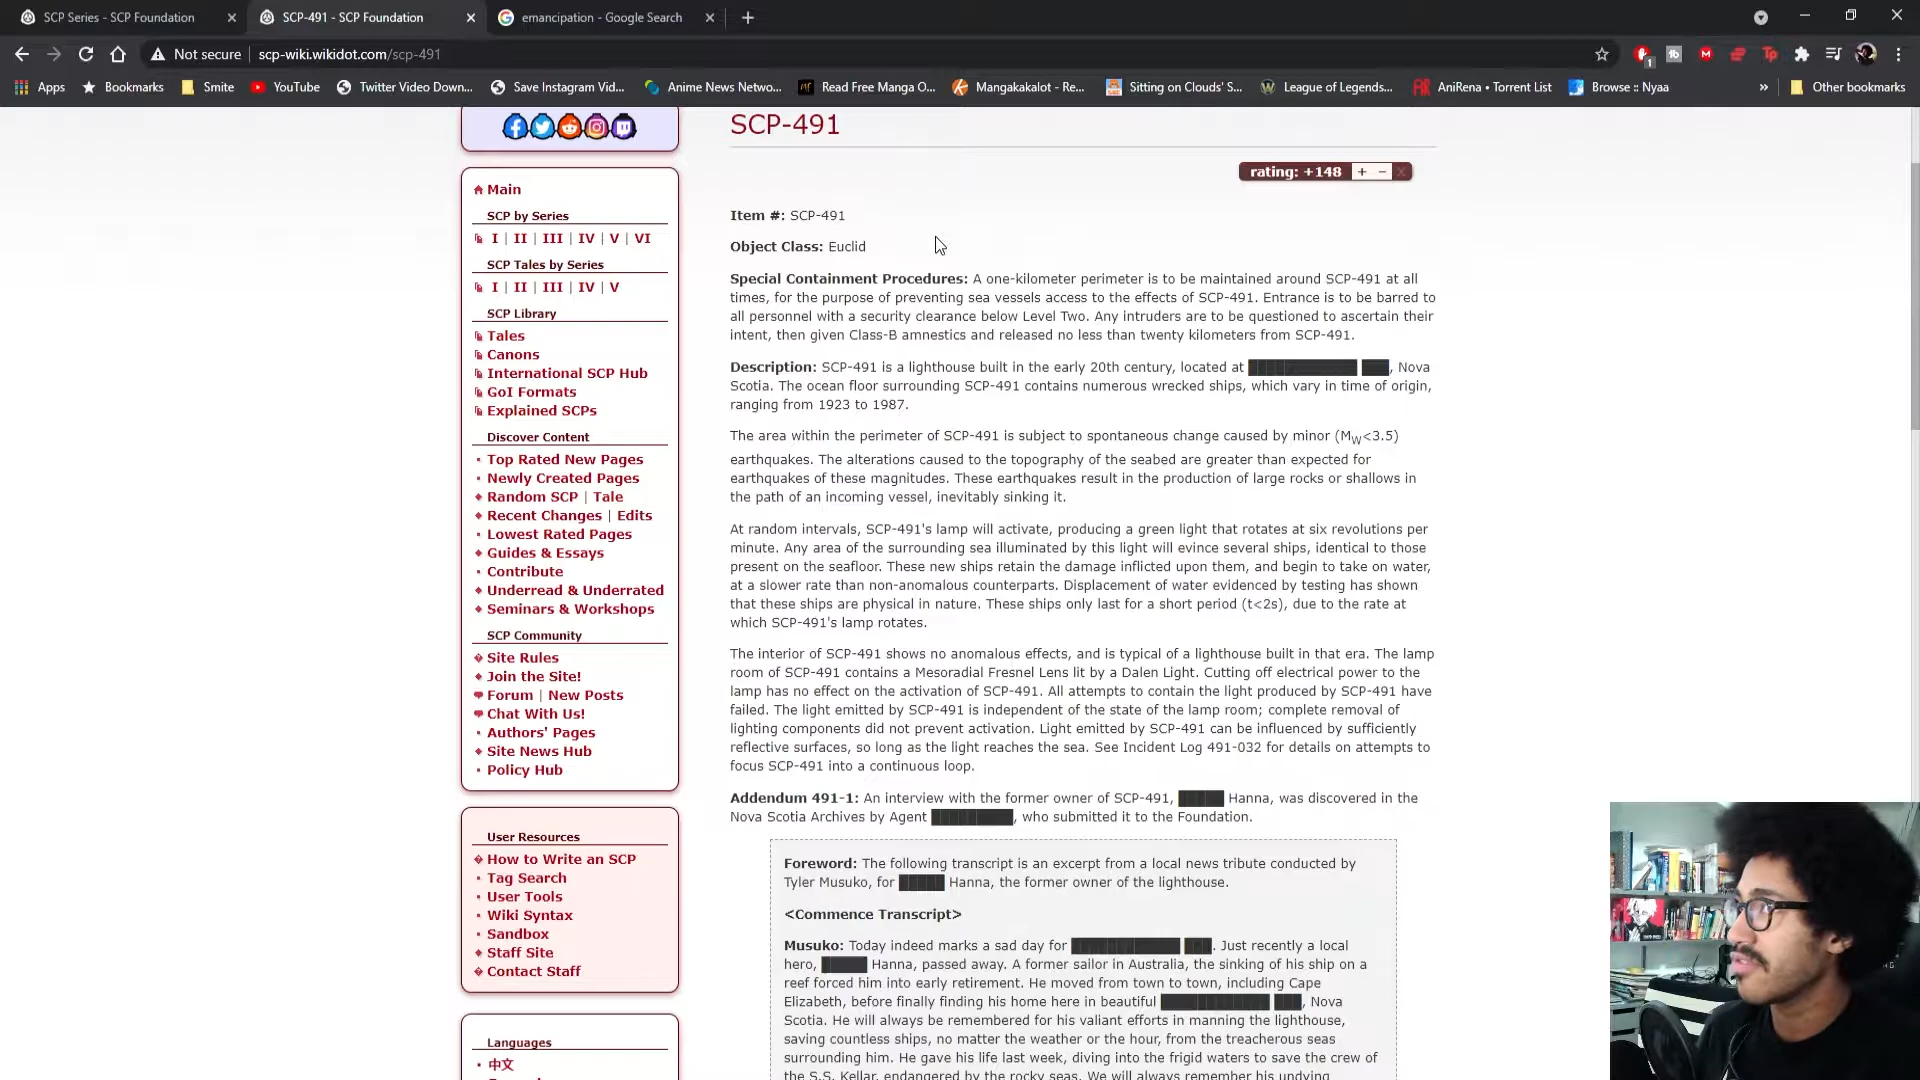 SCP Series - SCP Foundation
SCP-491 - SCP Foundation
emancipation - Google Search
Not secure
scp-wiki.wikidot.com/scp-491
1
Apps
Bookmarks
Smite
YouTube
Twitter Video Down...
Save Instagram Vid...
Anime News Netwo...
Read Free Manga O...
Mangakakalot - Re...
Sitting on Clouds' S...
League of Legends...
AniRena • Torrent List
Browse :: Nyaa
»
Other bookmarks
Main
SCP by Series
I | II | III | IV | V | VI
SCP Tales by Series
I | II | III | IV | V
SCP Library
Tales
Canons
International SCP Hub
GoI Formats
Explained SCPs
Discover Content
Top Rated New Pages
Newly Created Pages
Random SCP | Tale
Recent Changes | Edits
Lowest Rated Pages
Guides & Essays
Contribute
Underread & Underrated
Seminars & Workshops
SCP Community
Site Rules
Join the Site!
Forum | New Posts
Chat With Us!
Authors' Pages
Site News Hub
Policy Hub
User Resources
How to Write an SCP
Tag Search
User Tools
Wiki Syntax
Sandbox
Staff Site
Contact Staff
Languages
中文
SCP-491
rating: +148 + – X
Item #: SCP-491
Object Class: Euclid
Special Containment Procedures: A one-kilometer perimeter is to be maintained around SCP-491 at all
times, for the purpose of preventing sea vessels access to the effects of SCP-491. Entrance is to be barred to
all personnel with a security clearance below Level Two. Any intruders are to be questioned to ascertain their
intent, then given Class-B amnestics and released no less than twenty kilometers from SCP-491.
Description: SCP-491 is a lighthouse built in the early 20th century, located at ████████████ ███, Nova
Scotia. The ocean floor surrounding SCP-491 contains numerous wrecked ships, which vary in time of origin,
ranging from 1923 to 1987.
The area within the perimeter of SCP-491 is subject to spontaneous change caused by minor (MW<3.5)
earthquakes. The alterations caused to the topography of the seabed are greater than expected for
earthquakes of these magnitudes. These earthquakes result in the production of large rocks or shallows in
the path of an incoming vessel, inevitably sinking it.
At random intervals, SCP-491's lamp will activate, producing a green light that rotates at six revolutions per
minute. Any area of the surrounding sea illuminated by this light will evince several ships, identical to those
present on the seafloor. These new ships retain the damage inflicted upon them, and begin to take on water,
at a slower rate than non-anomalous counterparts. Displacement of water evidenced by testing has shown
that these ships are physical in nature. These ships only last for a short period (t<2s), due to the rate at
which SCP-491's lamp rotates.
The interior of SCP-491 shows no anomalous effects, and is typical of a lighthouse built in that era. The lamp
room of SCP-491 contains a Mesoradial Fresnel Lens lit by a Dalen Light. Cutting off electrical power to the
lamp has no effect on the activation of SCP-491. All attempts to contain the light produced by SCP-491 have
failed. The light emitted by SCP-491 is independent of the state of the lamp room; complete removal of
lighting components did not prevent activation. Light emitted by SCP-491 can be influenced by sufficiently
reflective surfaces, so long as the light reaches the sea. See Incident Log 491-032 for details on attempts to
focus SCP-491 into a continuous loop.
Addendum 491-1: An interview with the former owner of SCP-491, █████ Hanna, was discovered in the
Nova Scotia Archives by Agent █████████, who submitted it to the Foundation.
Foreword: The following transcript is an excerpt from a local news tribute conducted by
Tyler Musuko, for █████ Hanna, the former owner of the lighthouse.
<Commence Transcript>
Musuko: Today indeed marks a sad day for ████████████ ███. Just recently a local
hero, █████ Hanna, passed away. A former sailor in Australia, the sinking of his ship on a
reef forced him into early retirement. He moved from town to town, including Cape
Elizabeth, before finally finding his home here in beautiful ████████████ ███, Nova
Scotia. He will always be remembered for his valiant efforts in manning the lighthouse,
saving countless ships, no matter the weather or the hour, from the treacherous seas
surrounding him. He gave his life last week, diving into the frigid waters to save the crew of
the S.S. Kellar, endangered by the rocky seas. We will always remember his undying